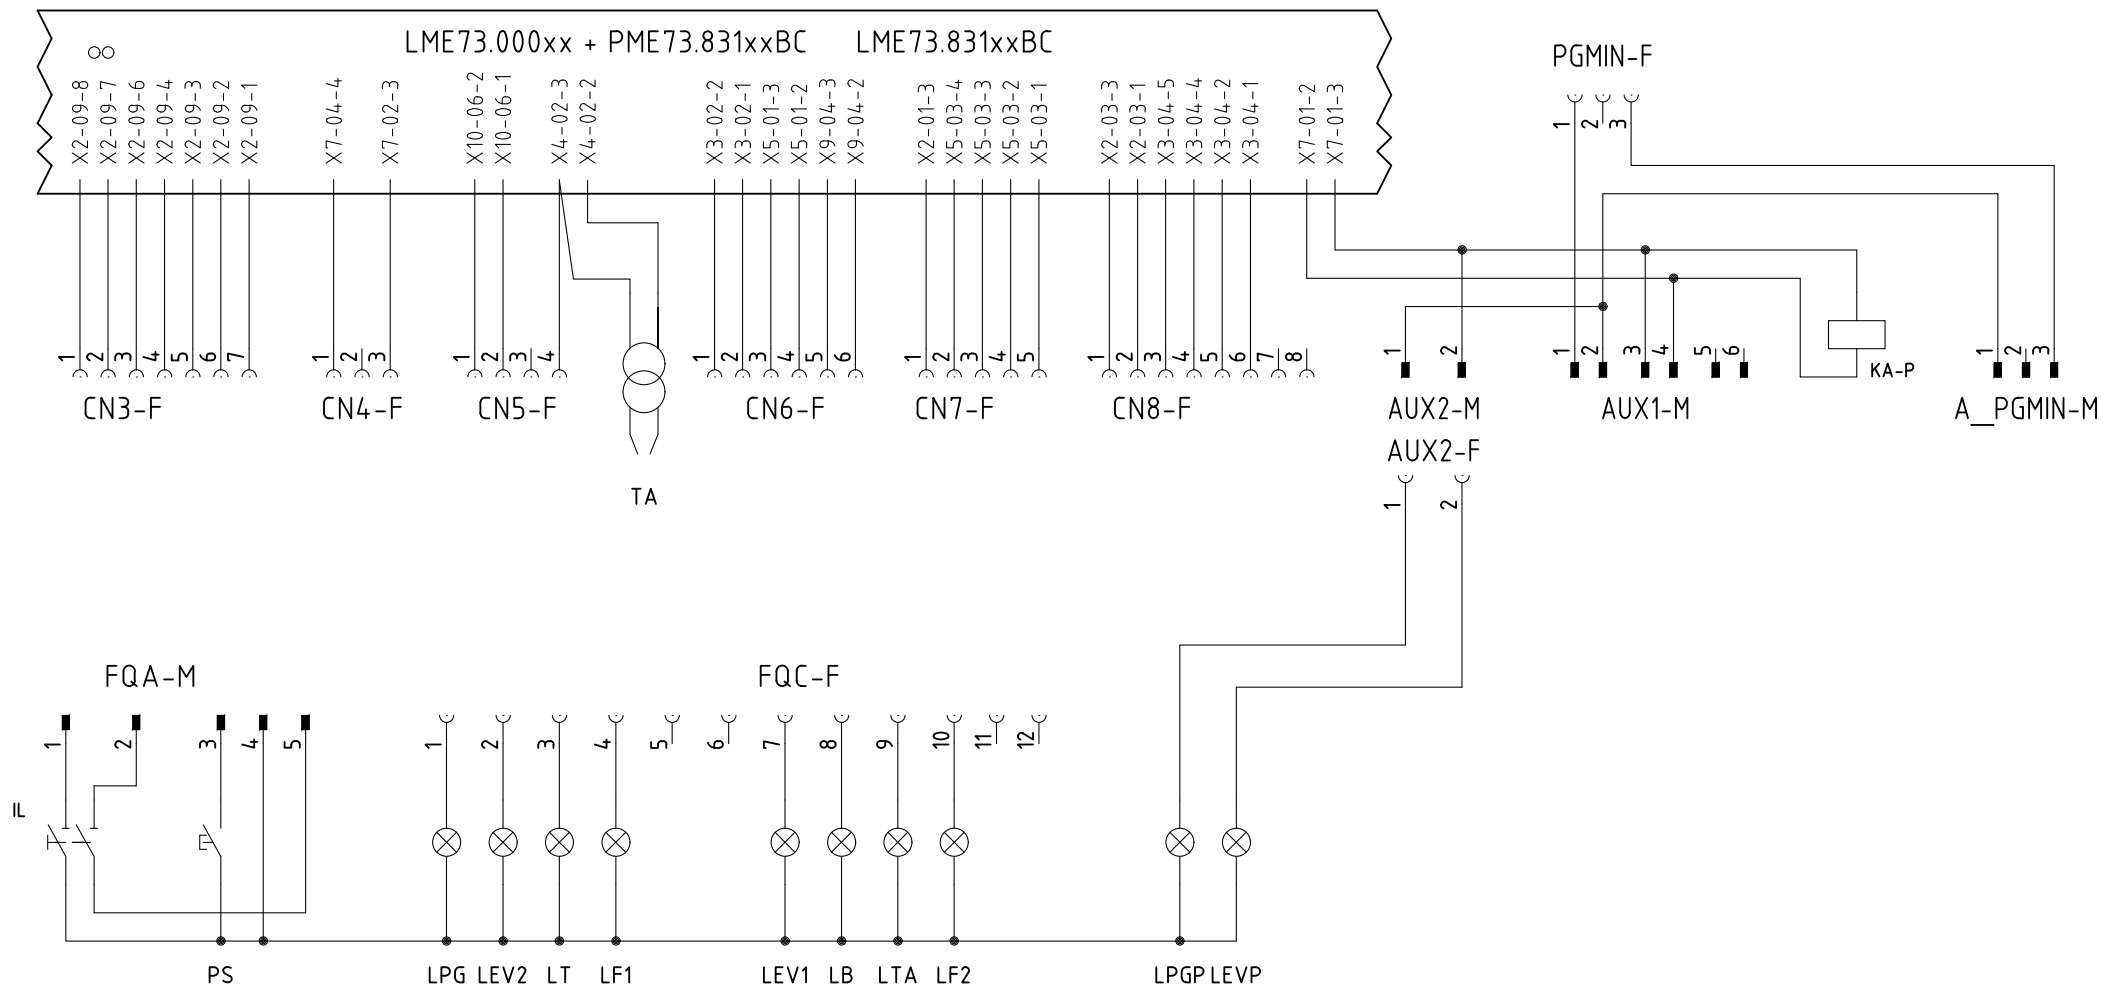 LME73.000xx + PME73.831xxBC LME73.831xxBC
PGMIN-F
1 2 3
X2-09-8
X2-09-7
X2-09-6
X2-09-4
X2-09-3
X2-09-2
X2-09-1
X7-04-4
X7-02-3
X10-06-2
X10-06-1
X4-02-3
X4-02-2
X3-02-2
X3-02-1
X5-01-3
X5-01-2
X9-04-3
X9-04-2
X2-01-3
X5-03-4
X5-03-3
X5-03-2
X5-03-1
X2-03-3
X2-03-1
X3-04-5
X3-04-4
X3-04-2
X3-04-1
X7-01-2
X7-01-3
1 2 3 4 5 6 7
CN3-F
1 2 3
CN4-F
1 2 3 4
CN5-F
TA
1 2 3 4 5 6
CN6-F
1 2 3 4 5
CN7-F
1 2 3 4 5 6 7 8
CN8-F
1 2
AUX2-M
AUX2-F
1 2
1 2 3 4 5 6
AUX1-M
KA-P
1 2 3
A__PGMIN-M
FQA-M
1 2 3 4 5
IL
FQC-F
1 2 3 4 5 6 7 8 9 10 11 12
PS LPG LEV2 LT LF1 LEV1 LB LTA LF2 LPGP LEVP